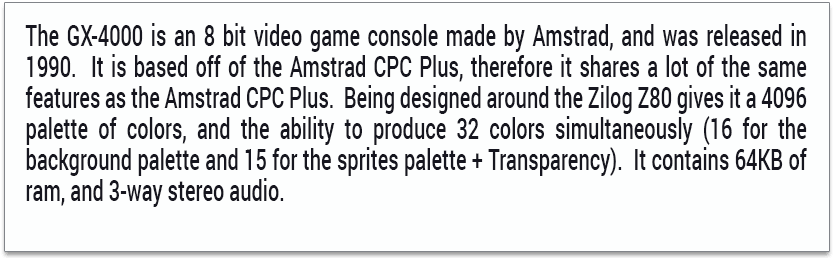 The GX-4000 is an 8 bit video game console made by Amstrad, and was released in
1990.  It is based off of the Amstrad CPC Plus, therefore it shares a lot of the same
features as the Amstrad CPC Plus.  Being designed around the Zilog Z80 gives it a 4096
palette of colors, and the ability to produce 32 colors simultaneously (16 for the
background palette and 15 for the sprites palette + Transparency).  It contains 64KB of
ram, and 3-way stereo audio.